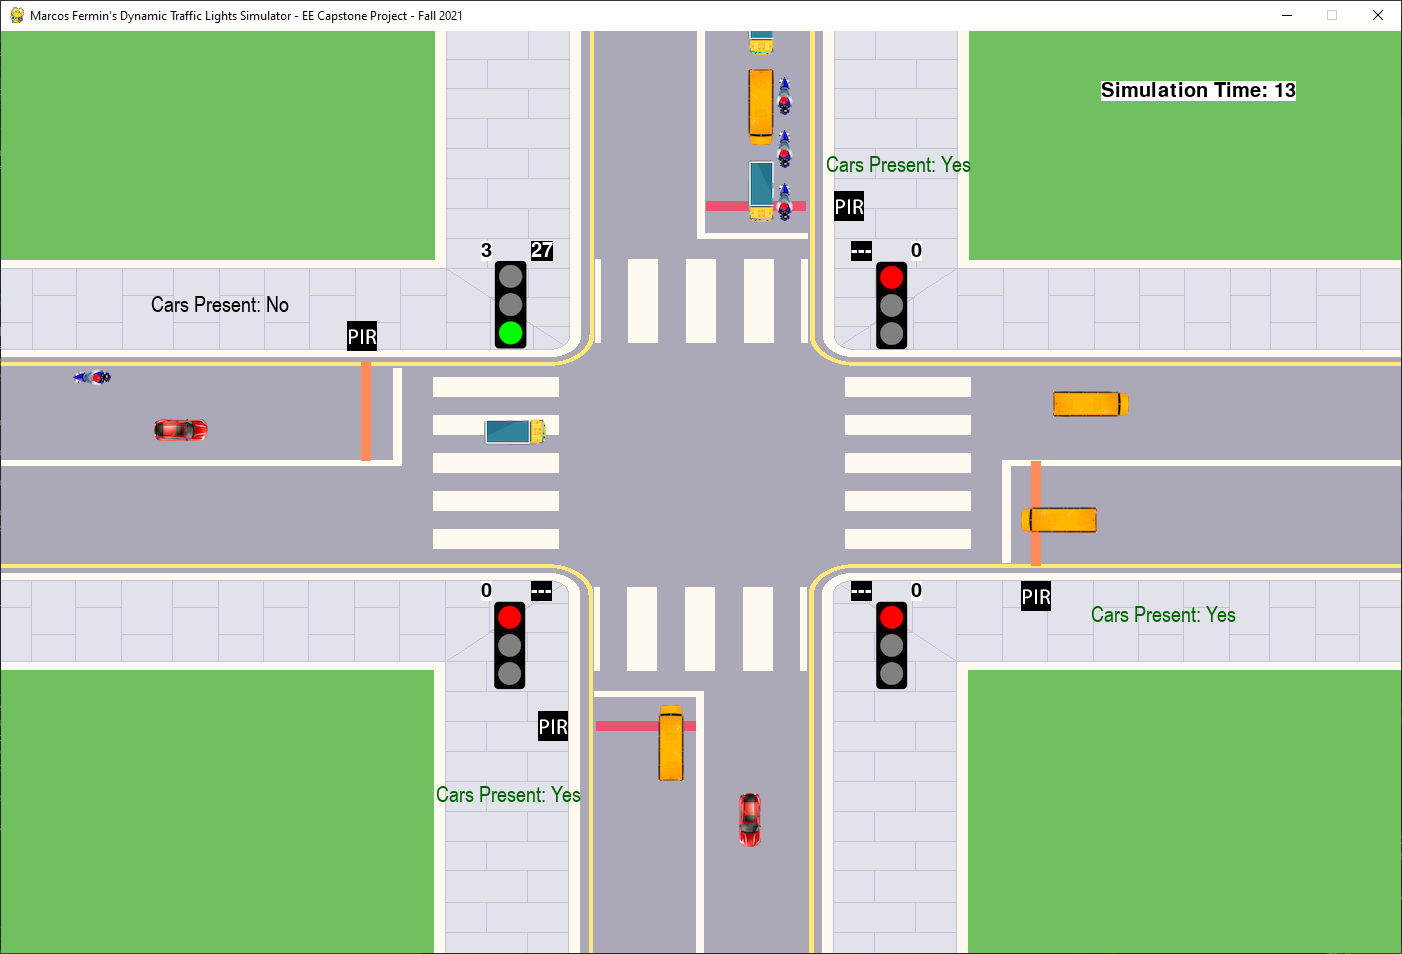 Marcos Fermin's Dynamic Traffic Lights Simulator - EE Capstone Project - Fall 2021
Simulation Time: 13
Cars Present: Yes
PIR
3 27
--- 0
Cars Present: No
PIR
0 ---
--- 0
PIR
Cars Present: Yes
PIR
Cars Present: Yes